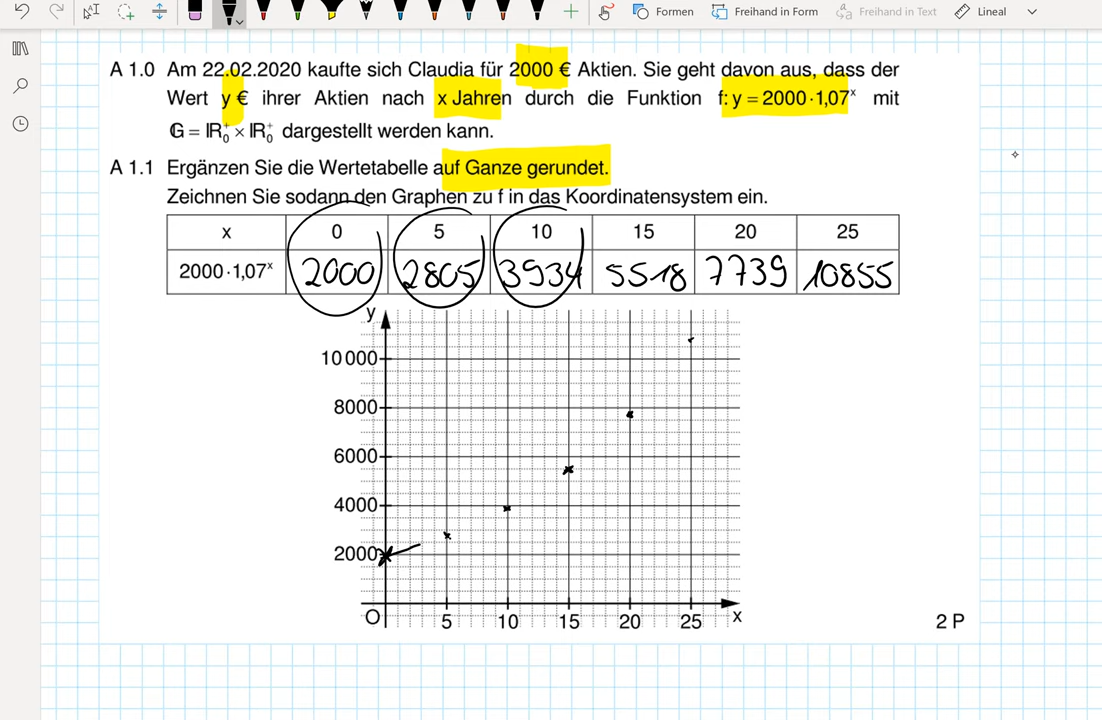 Formen Freihand in Form Freihand in Text Lineal
A 1.0 Am 22.02.2020 kaufte sich Claudia für 2000 € Aktien. Sie geht davon aus, dass der
Wert y € ihrer Aktien nach x Jahren durch die Funktion f: y = 2000 · 1,07ˣ mit
G = ℝ₀⁺ × ℝ₀⁺ dargestellt werden kann.
A 1.1 Ergänzen Sie die Wertetabelle auf Ganze gerundet.
Zeichnen Sie sodann den Graphen zu f in das Koordinatensystem ein.
x 0 5 10 15 20 25
2000 · 1,07ˣ 2000 2805 3934 5518 7739 10855
y
10 000
8000
6000
4000
2000
O 5 10 15 20 25 x
2 P